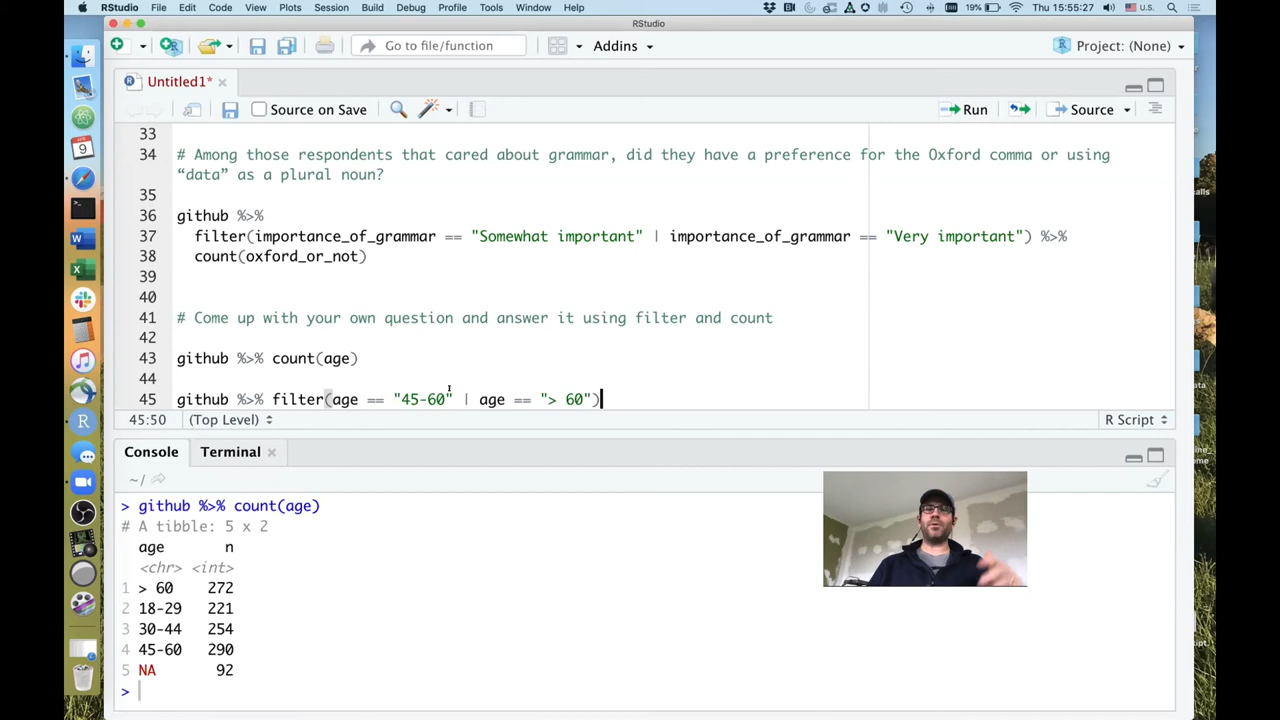 RStudio File Edit Code View Plots Session Build Debug Profile Tools Window Help 19% U.S. Thu 15:55:27
RStudio
Go to file/function Addins Project: (None)
Untitled1*
Source on Save Run Source
33
34 # Among those respondents that cared about grammar, did they have a preference for the Oxford comma or using
“data” as a plural noun?
35
36 github %>%
37 filter(importance_of_grammar == "Somewhat important" | importance_of_grammar == "Very important") %>%
38 count(oxford_or_not)
39
40
41 # Come up with your own question and answer it using filter and count
42
43 github %>% count(age)
44
45 github %>% filter(age == "45-60" | age == "> 60")
45:50 (Top Level) R Script
Console Terminal
~/
> github %>% count(age)
# A tibble: 5 x 2
age n
<chr> <int>
1 > 60 272
2 18-29 221
3 30-44 254
4 45-60 290
5 NA 92
>